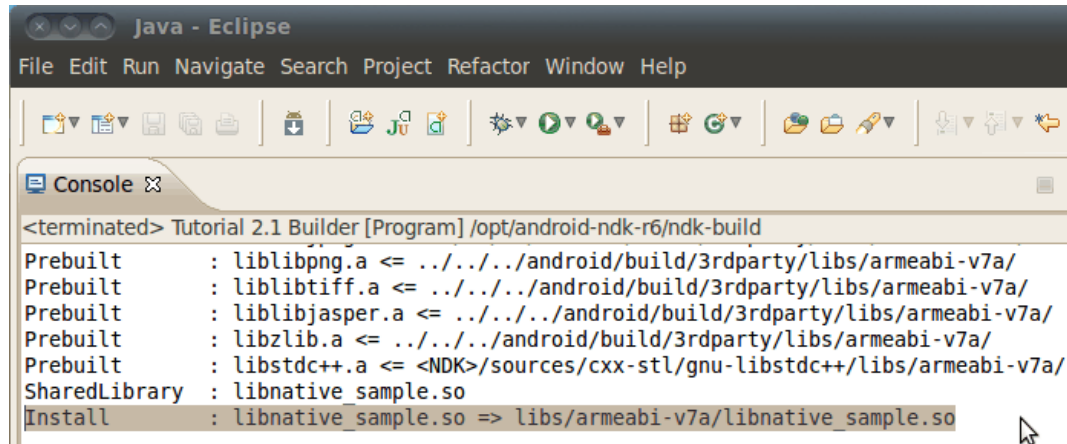 Java - Eclipse
File Edit Run Navigate Search Project Refactor Window Help
Console
<terminated> Tutorial 2.1 Builder [Program] /opt/android-ndk-r6/ndk-build
Prebuilt : liblibpng.a <= ../../../android/build/3rdparty/libs/armeabi-v7a/
Prebuilt : liblibtiff.a <= ../../../android/build/3rdparty/libs/armeabi-v7a/
Prebuilt : liblibjasper.a <= ../../../android/build/3rdparty/libs/armeabi-v7a/
Prebuilt : libzlib.a <= ../../../android/build/3rdparty/libs/armeabi-v7a/
Prebuilt : libstdc++.a <= <NDK>/sources/cxx-stl/gnu-libstdc++/libs/armeabi-v7a/
SharedLibrary : libnative_sample.so
Install : libnative_sample.so => libs/armeabi-v7a/libnative_sample.so